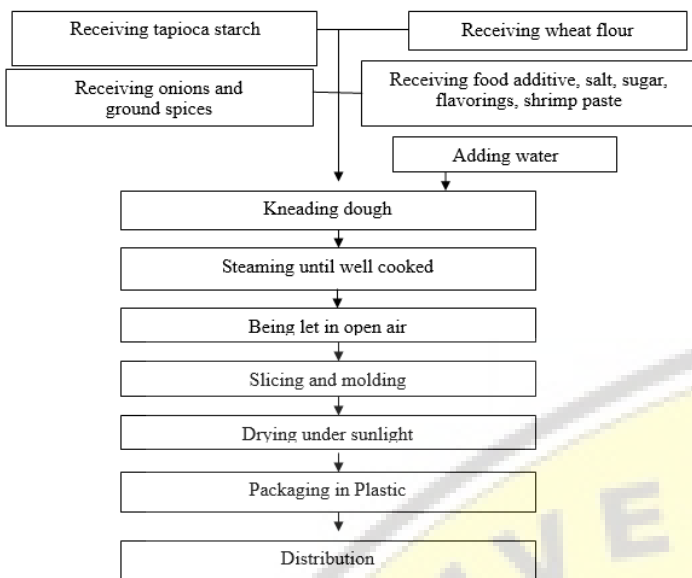 Receiving tapioca starch
Receiving wheat flour
Receiving onions and
ground spices
Receiving food additive, salt, sugar,
flavorings, shrimp paste
Adding water
Kneading dough
Steaming until well cooked
Being let in open air
Slicing and molding
Drying under sunlight
Packaging in Plastic
Distribution
IVE